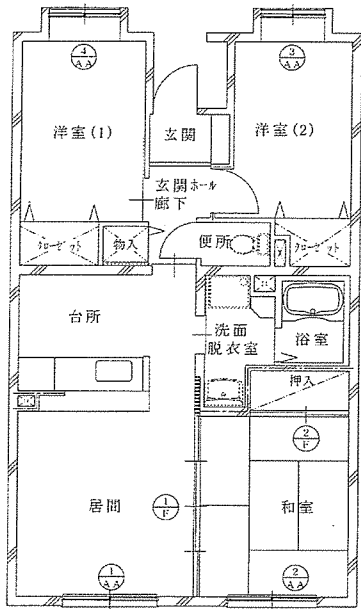 4
AA
3
AA
洋室(1)
玄関
洋室(2)
玄関ホール
廊下
クローゼット
物入
便所
クローゼット
台所
洗面
脱衣室
浴室
押入
2
F
居間
1
F
和室
1
AA
2
AA